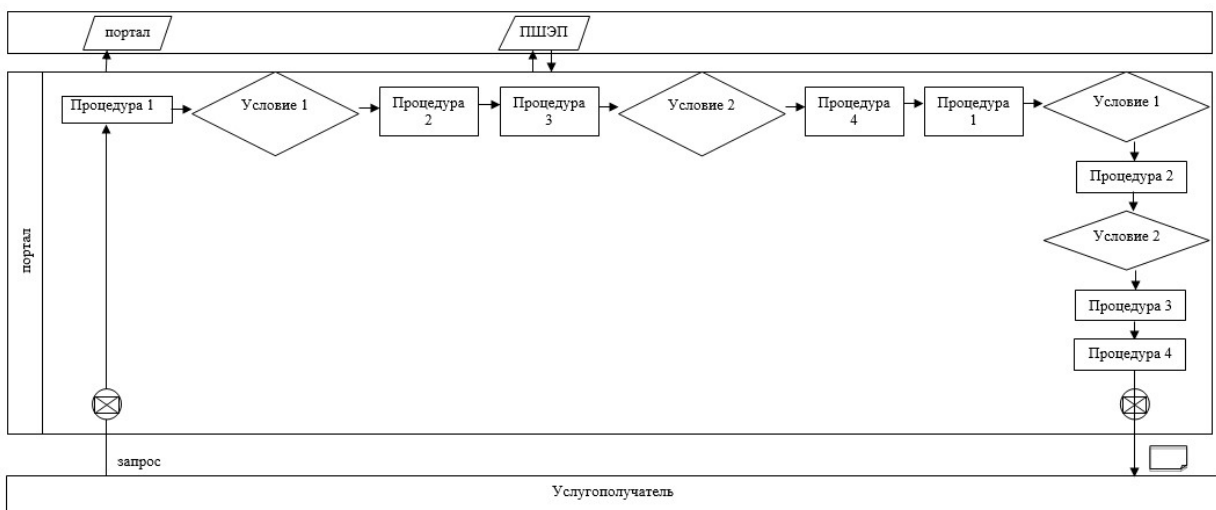 портал
ПШЭП
Процедура 1
Условие 1
Процедура
2
Процедура
3
Условие 2
Процедура
4
Процедура
1
Условие 1
Процедура 2
Условие 2
Процедура 3
Процедура 4
портал
запрос
Услугополучатель